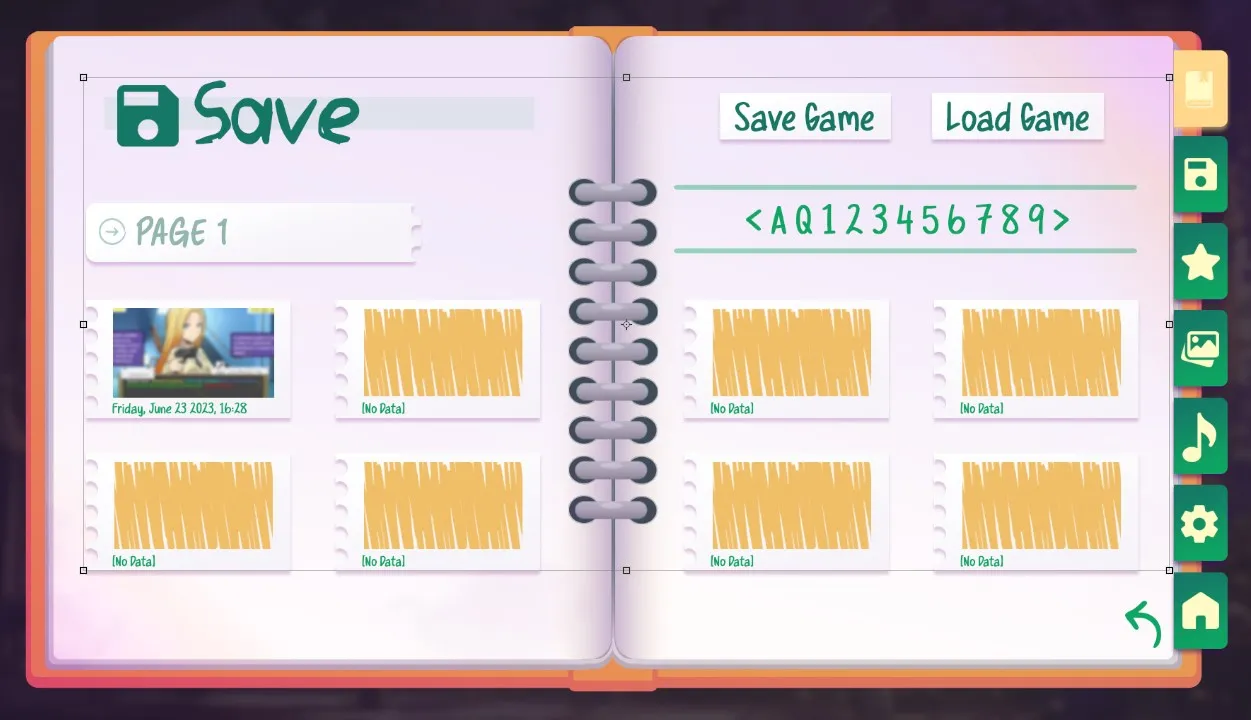 Save
Save Game
Load Game
PAGE 1
< A Q 1 2 3 4 5 6 7 8 9 >
Friday, June 23 2023, 16:28
[No Data]
[No Data]
[No Data]
[No Data]
[No Data]
[No Data]
[No Data]